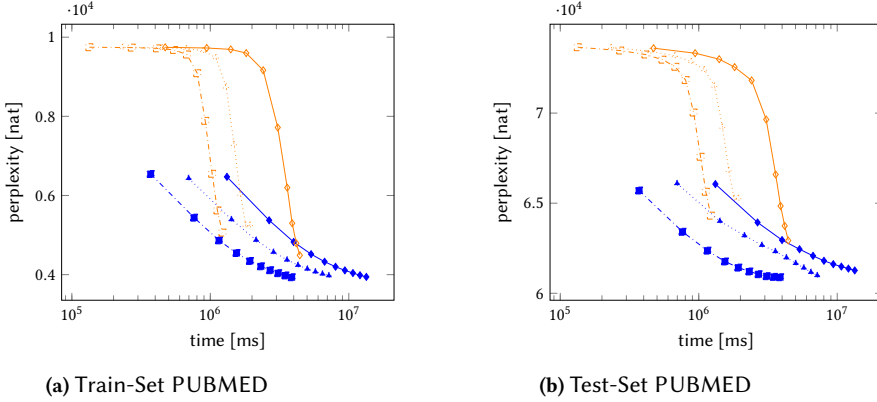 ·10⁴
1
0.8
0.6
0.4
perplexity [nat]
10⁵ 10⁶ 10⁷
time [ms]
(a) Train-Set PUBMED
·10⁴
7
6.5
6
perplexity [nat]
10⁵ 10⁶ 10⁷
time [ms]
(b) Test-Set PUBMED